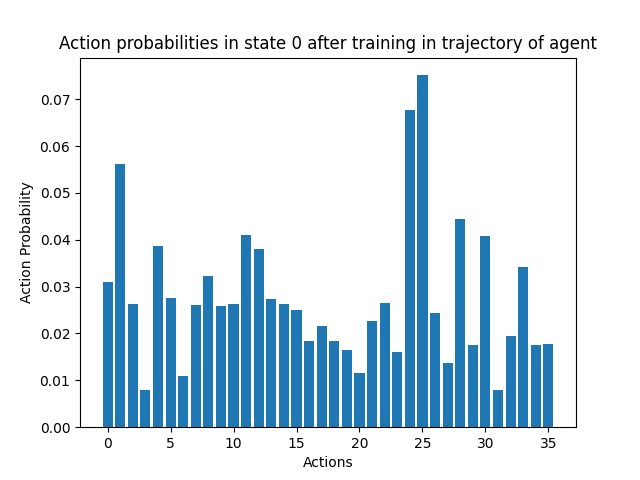 Action probabilities in state 0 after training in trajectory of agent
0.07
0.06
0.05
0.04
0.03
0.02
0.01
0.00
Action Probability
0 5 10 15 20 25 30 35
Actions